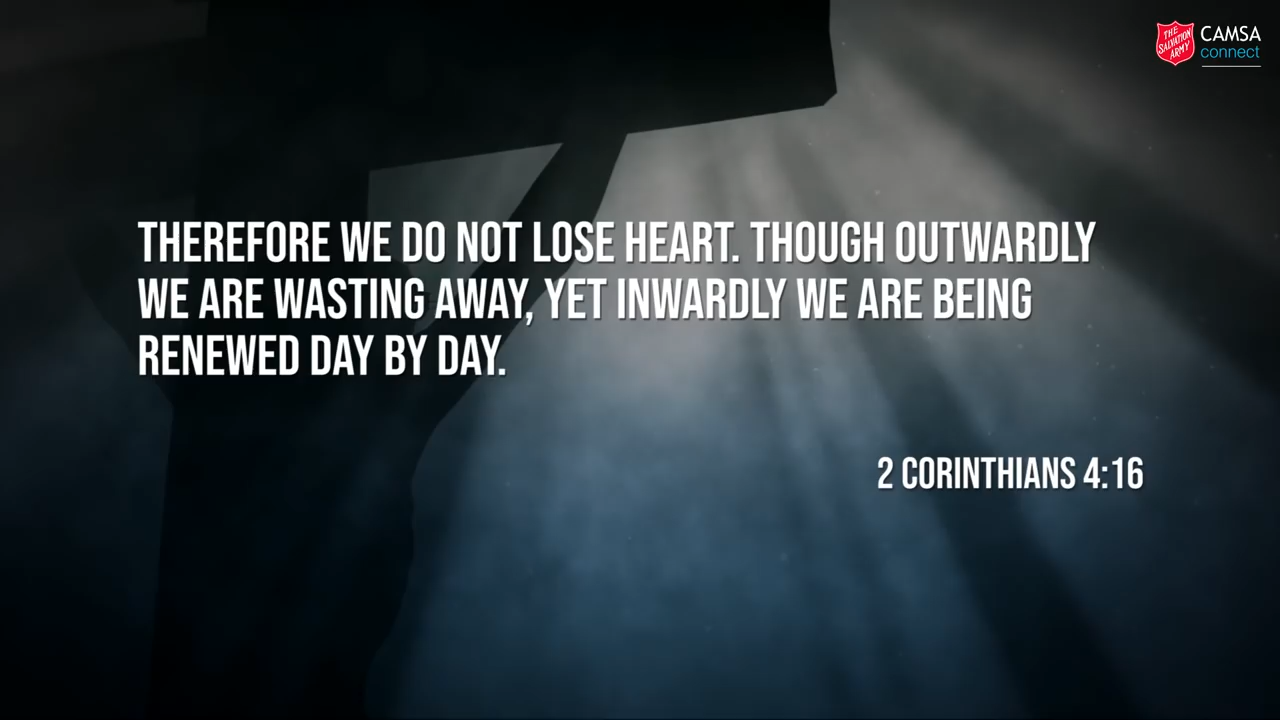 THE
SALVATION
ARMY
CAMSA
connect
THEREFORE WE DO NOT LOSE HEART. THOUGH OUTWARDLY
WE ARE WASTING AWAY, YET INWARDLY WE ARE BEING
RENEWED DAY BY DAY.
2 CORINTHIANS 4:16